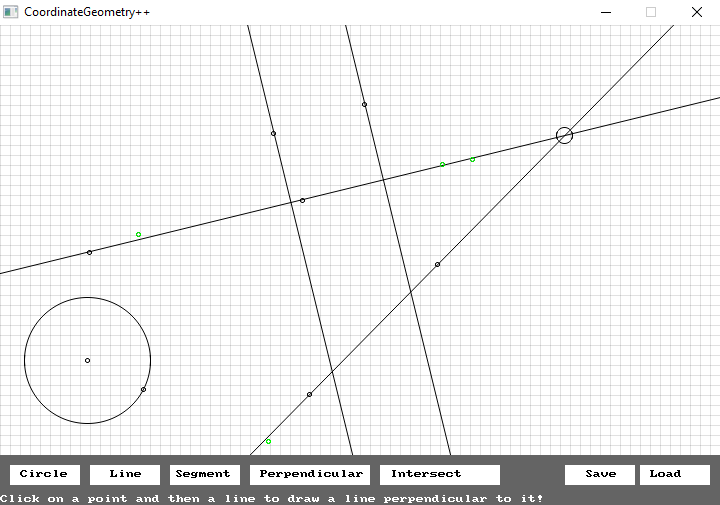 CoordinateGeometry++
Circle Line Segment Perpendicular Intersect Save Load
Click on a point and then a line to draw a line perpendicular to it!